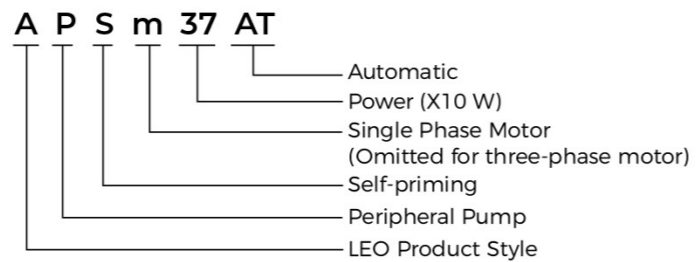 A P S m 37 AT
Automatic
Power (X10 W)
Single Phase Motor
(Omitted for three-phase motor)
Self-priming
Peripheral Pump
LEO Product Style